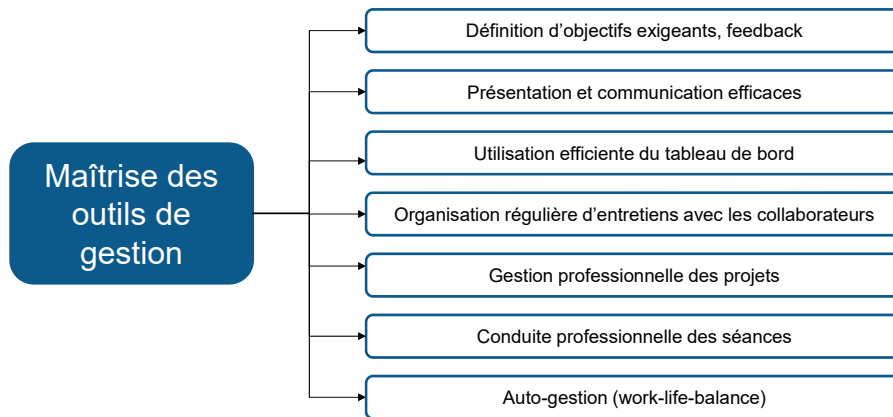 Maîtrise des
outils de
gestion
Définition d’objectifs exigeants, feedback
Présentation et communication efficaces
Utilisation efficiente du tableau de bord
Organisation régulière d’entretiens avec les collaborateurs
Gestion professionnelle des projets
Conduite professionnelle des séances
Auto-gestion (work-life-balance)